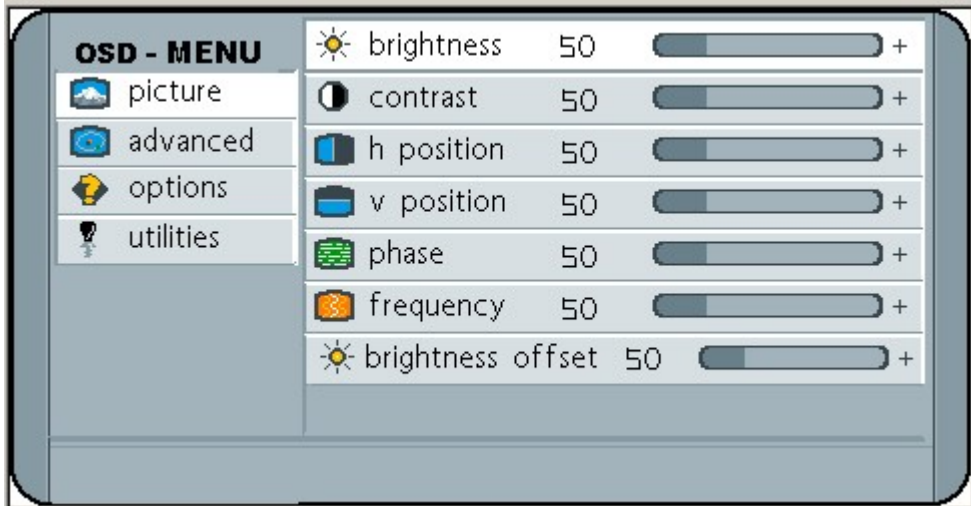 OSD - MENU
picture
advanced
options
utilities
brightness 50 +
contrast 50 +
h position 50 +
v position 50 +
phase 50 +
frequency 50 +
brightness offset 50 +